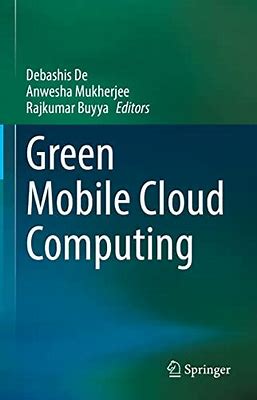 Debashis De
Anwesha Mukherjee
Rajkumar Buyya Editors
Green
Mobile Cloud
Computing
Springer